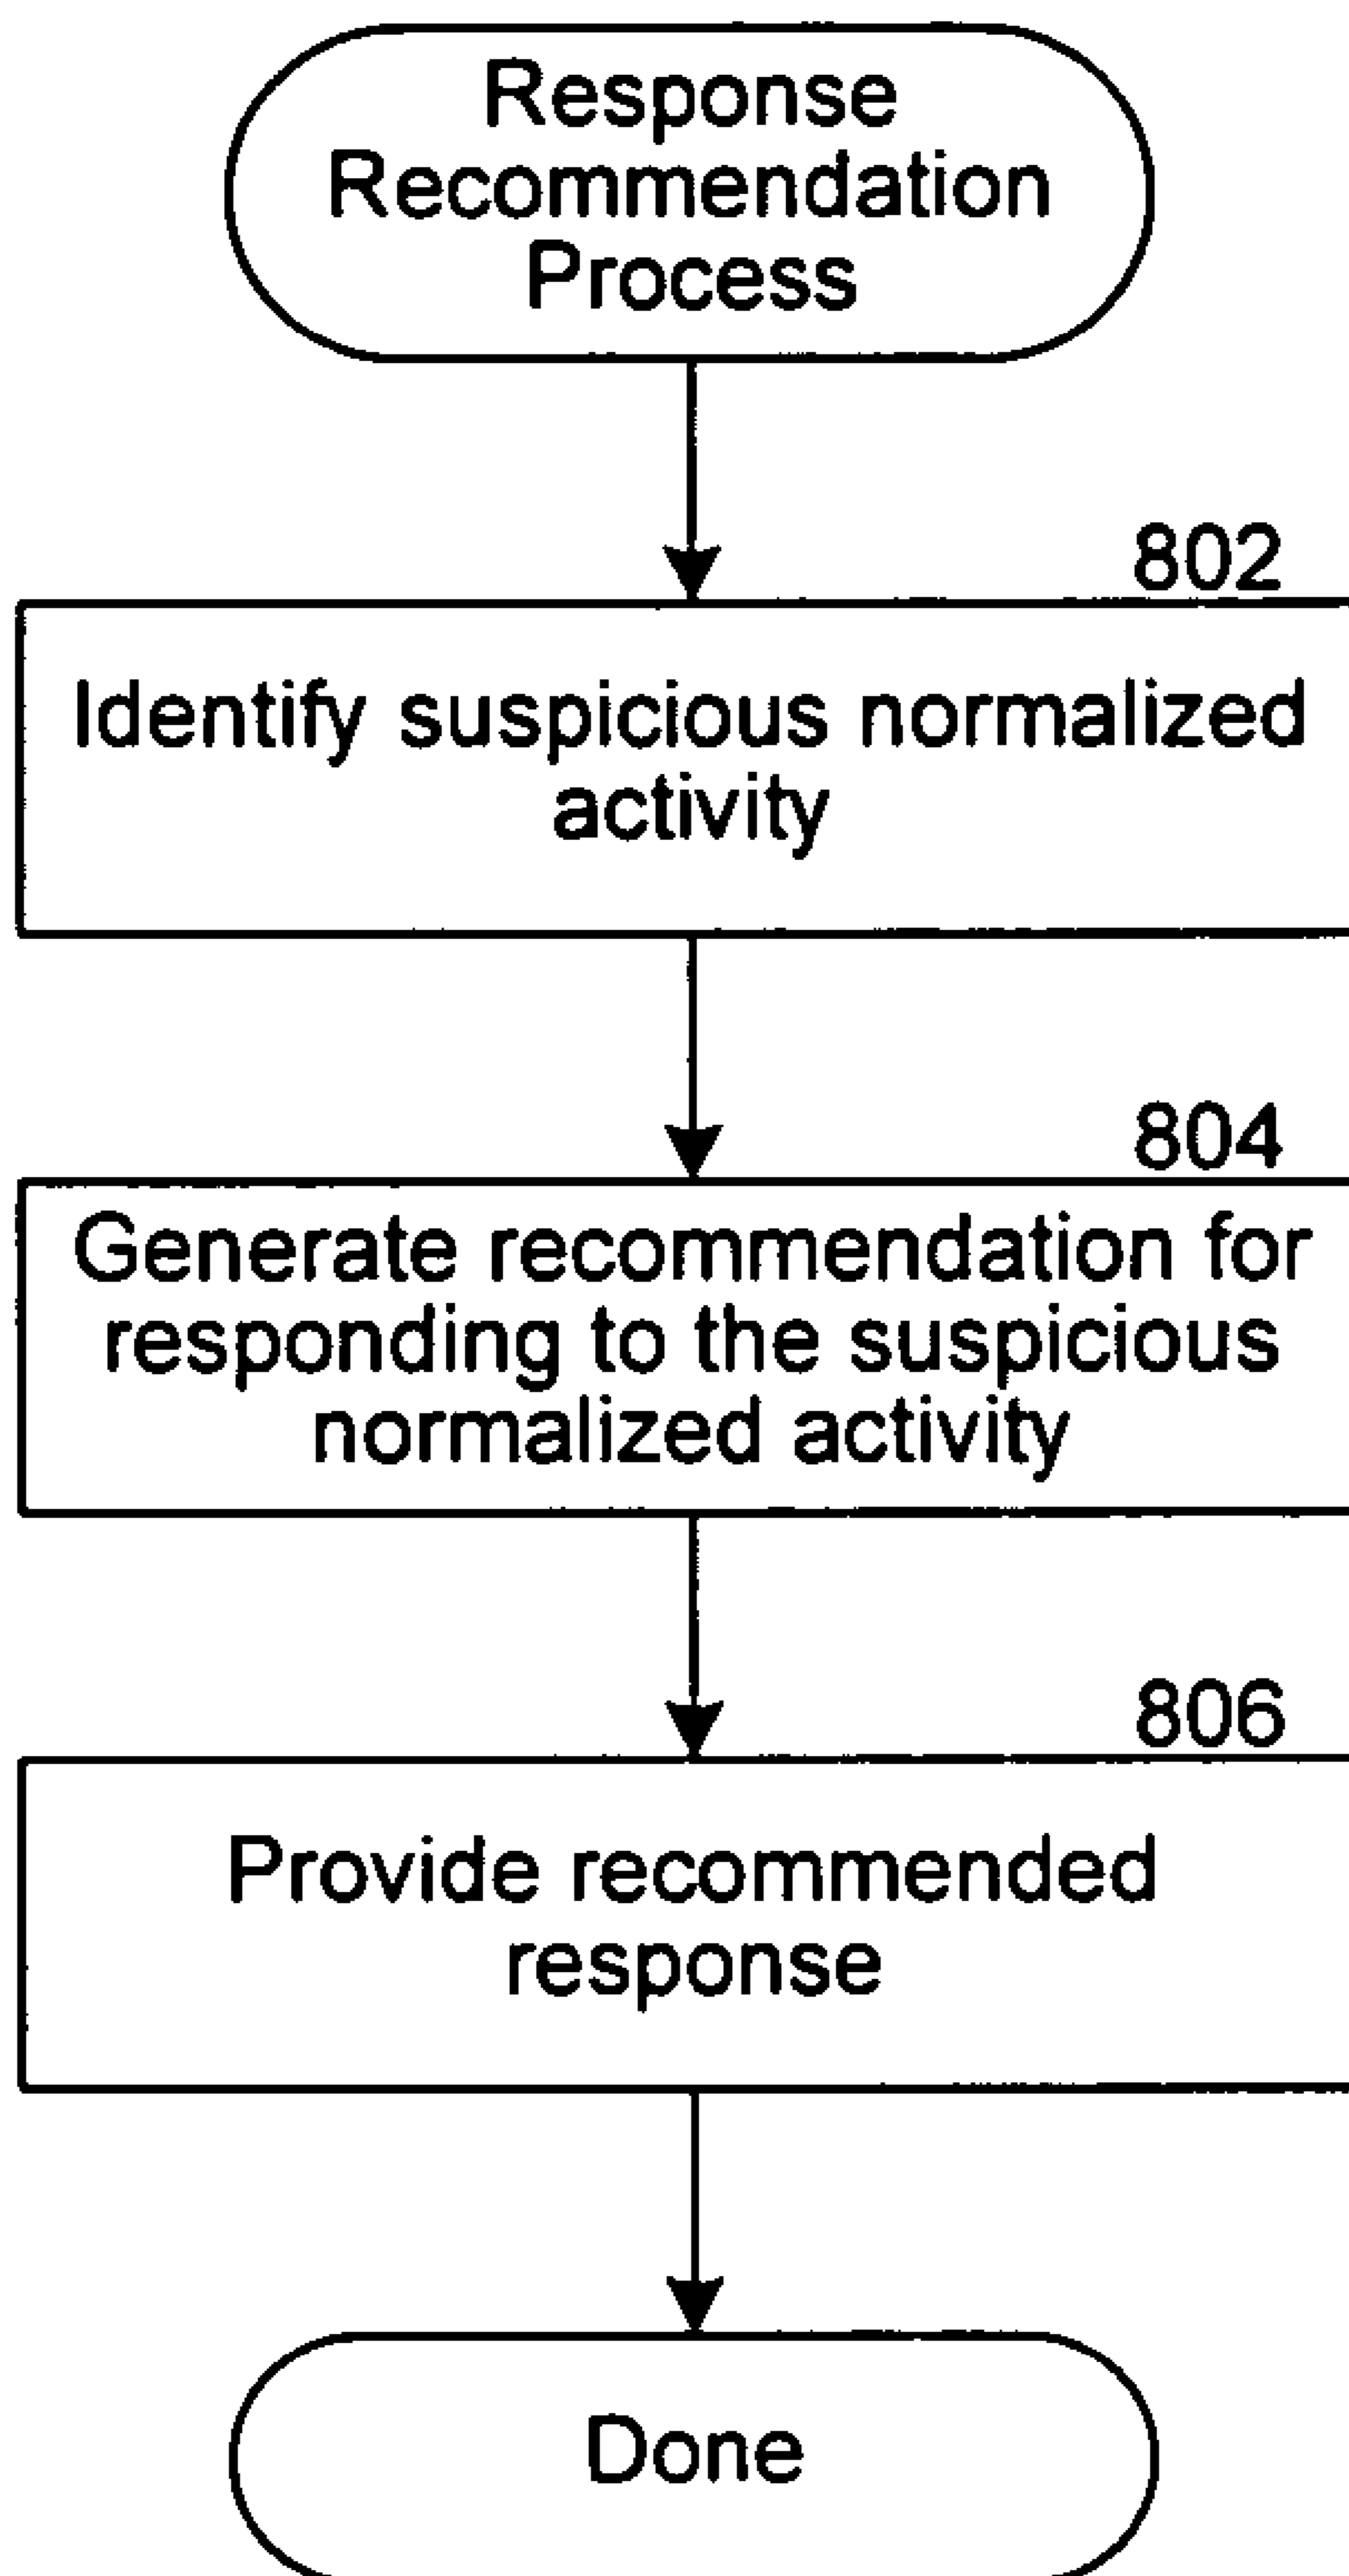 Response
Recommendation
Process
802
Identify suspicious normalized
activity
804
Generate recommendation for
responding to the suspicious
normalized activity
806
Provide recommended
response
Done